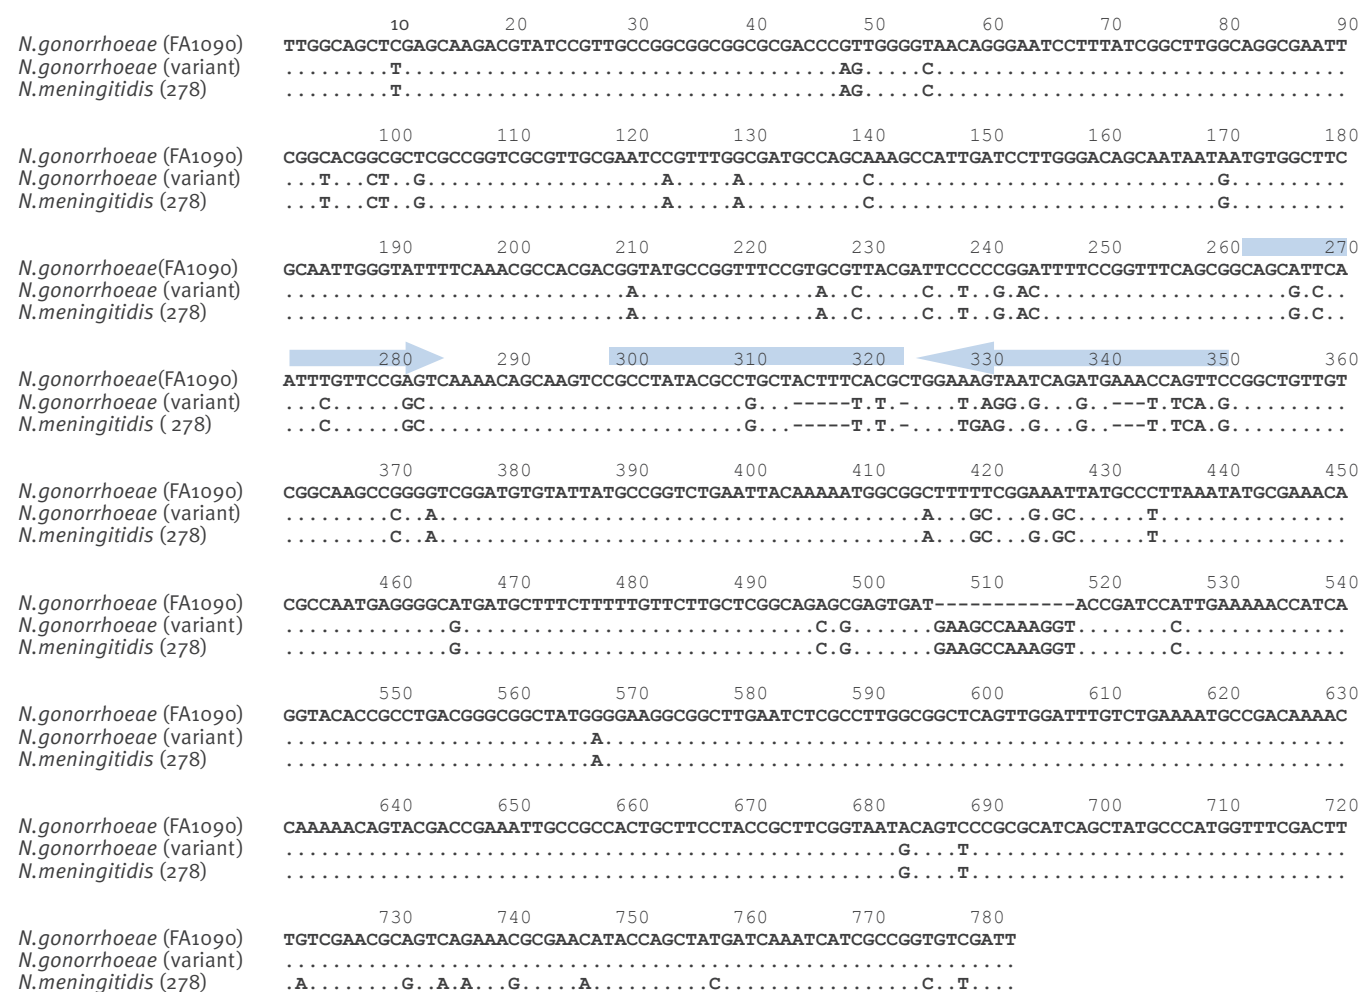 10 20 30 40 50 60 70 80 90
N.gonorrhoeae (FA1090) TTGGCAGCTCGAGCAAGACGTATCCGTTGCCGGCGGCGGCGCGACCCGTTGGGGTAACAGGGAATCCTTTATCGGCTTGGCAGGCGAATT
N.gonorrhoeae (variant) .........T.....................................AG.....C...................................
N.meningitidis (278) .........T.....................................AG.....C...................................
100 110 120 130 140 150 160 170 180
N.gonorrhoeae (FA1090) CGGCACGGCGCTCGCCGGTCGCGTTGCGAATCCGTTTGGCGATGCCAGCAAAGCCATTGATCCTTGGGACAGCAATAATAATGTGGCTTC
N.gonorrhoeae (variant) ...T...CT..G....................A.....A..........C.............................G..........
N.meningitidis (278) ...T...CT..G....................A.....A..........C.............................G..........
190 200 210 220 230 240 250 260 270
N.gonorrhoeae(FA1090) GCAATTGGGTATTTTCAAACGCCACGACGGTATGCCGGTTTCCGTGCGTTACGATTCCCCCGGATTTTCCGGTTTCAGCGGCAGCATTCA
N.gonorrhoeae (variant) .............................A...............A..C.....C..T..G.AC.....................G.C..
N.meningitidis (278) .............................A...............A..C.....C..T..G.AC.....................G.C..
280 290 300 310 320 330 340 350 360
N.gonorrhoeae(FA1090) ATTTGTTCCGAGTCAAAACAGCAAGTCCGCCTATACGCCTGCTACTTTCACGCTGGAAAGTAATCAGATGAAACCAGTTCCGGCTGTTGT
N.gonorrhoeae (variant) ...C......GC...........................G...-----T.T.-....T.AGG.G...G..---T.TCA.G..........
N.meningitidis ( 278) ...C......GC...........................G...-----T.T.-....TGAG..G...G..---T.TCA.G..........
370 380 390 400 410 420 430 440 450
N.gonorrhoeae (FA1090) CGGCAAGCCGGGGTCGGATGTGTATTATGCCGGTCTGAATTACAAAAATGGCGGCTTTTTCGGAAATTATGCCCTTAAATATGCGAAACA
N.gonorrhoeae (variant) .........C..A.........................................A...GC...G.GC......T................
N.meningitidis (278) .........C..A.........................................A...GC...G.GC......T................
460 470 480 490 500 510 520 530 540
N.gonorrhoeae (FA1090) CGCCAATGAGGGGCATGATGCTTTCTTTTTGTTCTTGCTCGGCAGAGCGAGTGAT------------ACCGATCCATTGAAAAACCATCA
N.gonorrhoeae (variant) ..............G..............................C.G.......GAAGCCAAAGGT........C..............
N.meningitidis (278) ..............G..............................C.G.......GAAGCCAAAGGT........C..............
550 560 570 580 590 600 610 620 630
N.gonorrhoeae (FA1090) GGTACACCGCCTGACGGGCGGCTATGGGGAAGGCGGCTTGAATCTCGCCTTGGCGGCTCAGTTGGATTTGTCTGAAAATGCCGACAAAAC
N.gonorrhoeae (variant) ..........................A...............................................................
N.meningitidis (278) ..........................A...............................................................
640 650 660 670 680 690 700 710 720
N.gonorrhoeae (FA1090) CAAAAACAGTACGACCGAAATTGCCGCCACTGCTTCCTACCGCTTCGGTAATACAGTCCCGCGCATCAGCTATGCCCATGGTTTCGACTT
N.gonorrhoeae (variant) ....................................................G....T................................
N.meningitidis (278) ....................................................G....T................................
730 740 750 760 770 780
N.gonorrhoeae (FA1090) TGTCGAACGCAGTCAGAAACGCGAACATACCAGCTATGATCAAATCATCGCCGGTGTCGATT
N.gonorrhoeae (variant) ..............................................................
N.meningitidis (278) .A........G..A.A...G.....A..........C.................C..T....